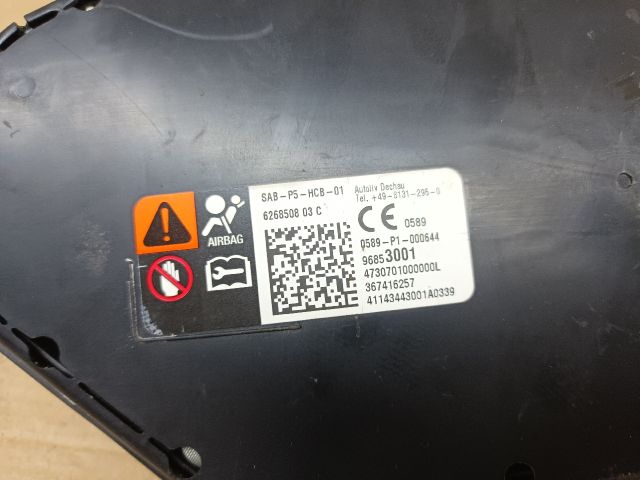 SAB-P5-HCB-01
6268508 03 C
AIRBAG
Autoliv Dachau
Tel. +49-8131-295-0
CE 0589
0589-P1-000644
96853001
4730701000000L
367416257
41143443001A0339